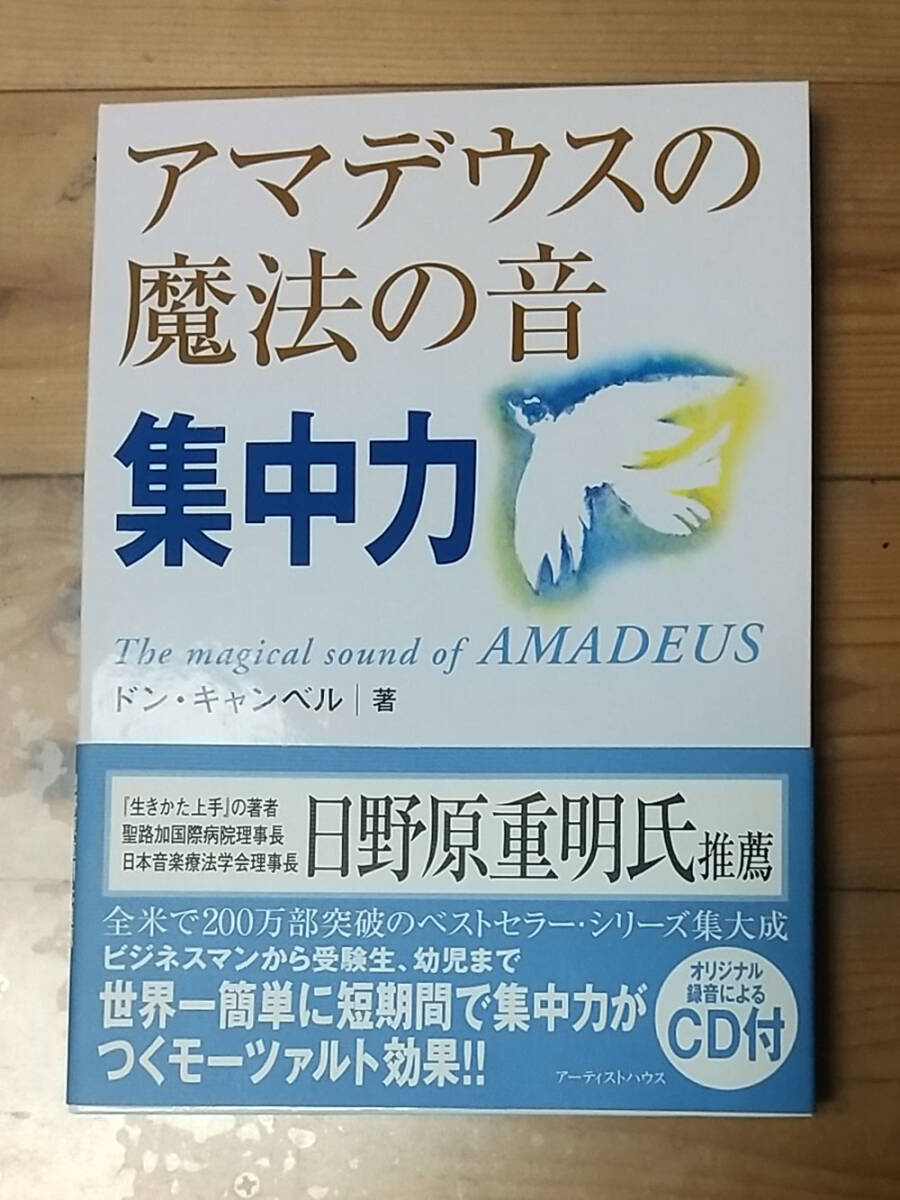 アマデウスの
魔法の音
集中力
The magical sound of AMADEUS
ドン・キャンベル|著
『生きかた上手』の著者
聖路加国際病院理事長
日本音楽療法学会理事長
日野原重明氏推薦
全米で200万部突破のベストセラー・シリーズ集大成
ビジネスマンから受験生、幼児まで
世界一簡単に短期間で集中力が
つくモーツァルト効果!!
オリジナル
録音による
CD付
アーティストハウス